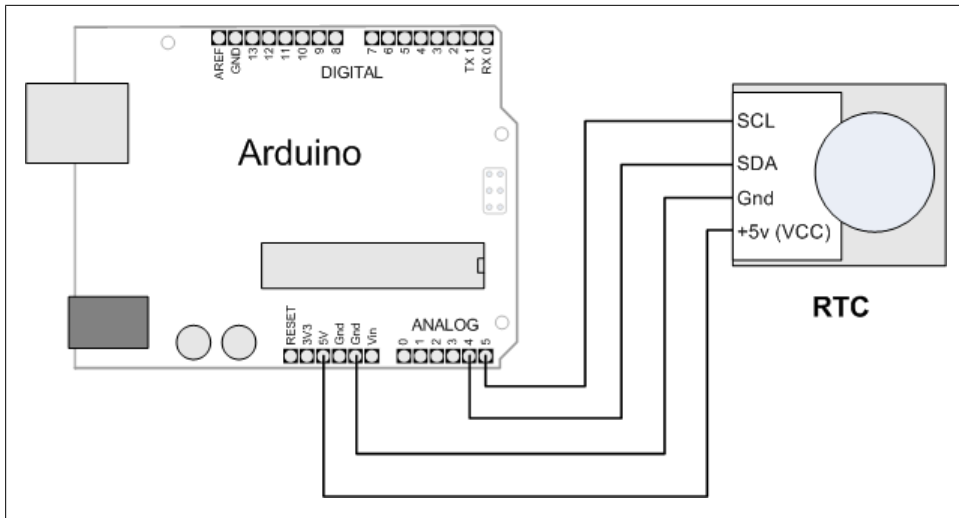 AREF
GND
13
12
11
10
9
8
7
6
5
4
3
2
TX 1
RX 0
DIGITAL
Arduino
SCL
SDA
Gnd
+5v (VCC)
RTC
RESET
3V3
5V
Gnd
Gnd
Vin
ANALOG
0
1
2
3
4
5